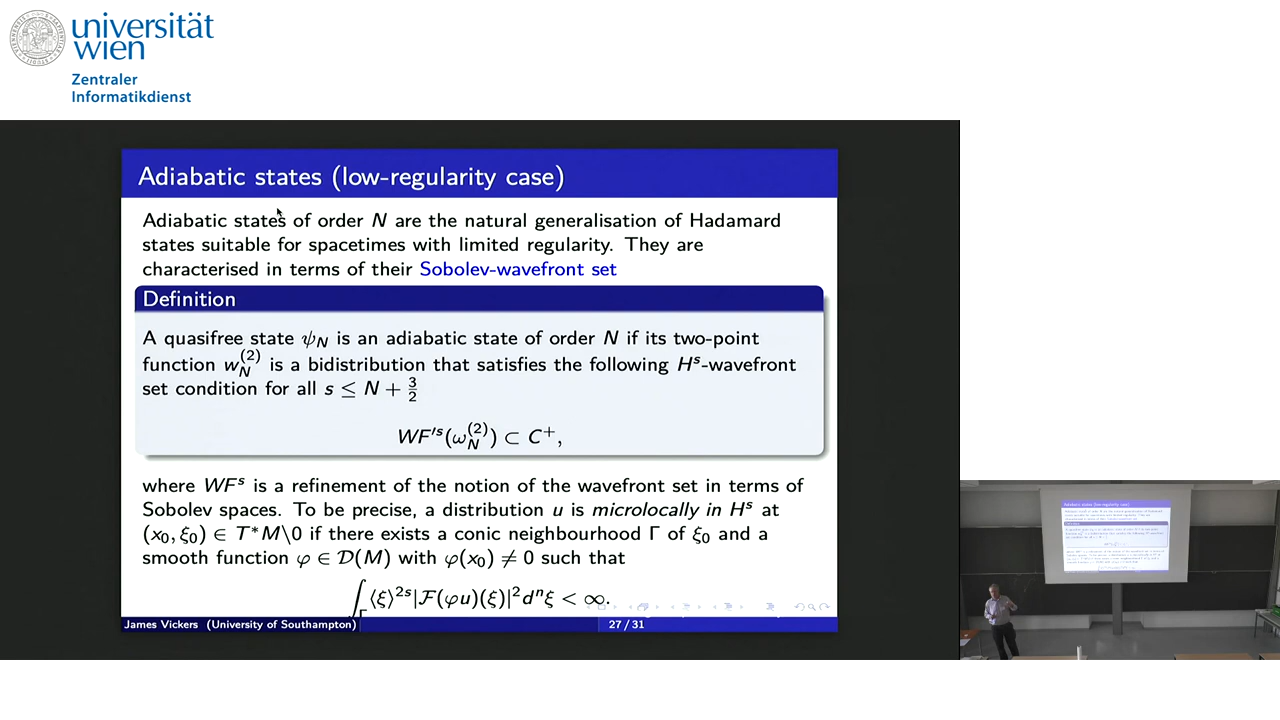 universität
wien
Zentraler
Informatikdienst
Adiabatic states (low-regularity case)
Adiabatic states of order N are the natural generalisation of Hadamard
states suitable for spacetimes with limited regularity. They are
characterised in terms of their Sobolev-wavefront set
Definition
A quasifree state ψ_N is an adiabatic state of order N if its two-point
function w_N^{(2)} is a bidistribution that satisfies the following H^s-wavefront
set condition for all s ≤ N + 3/2
WF'^s(ω_N^{(2)}) ⊂ C^+,
where WF^s is a refinement of the notion of the wavefront set in terms of
Sobolev spaces. To be precise, a distribution u is microlocally in H^s at
(x_0, ξ_0) ∈ T*M\0 if there exists a conic neighbourhood Γ of ξ_0 and a
smooth function φ ∈ D(M) with φ(x_0) ≠ 0 such that
∫_Γ ⟨ξ⟩^{2s}|F(φu)(ξ)|^2 d^nξ < ∞.
James Vickers (University of Southampton)
27 / 31